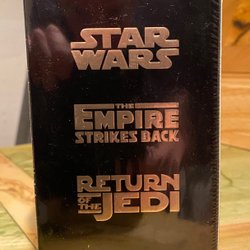 STAR
WARS
THE
EMPIRE
STRIKES BACK
RETURN
OF THE JEDI